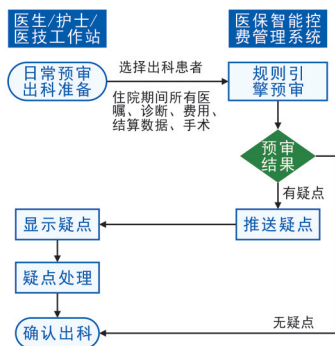 医生/护士/
医技工作站
医保智能控
费管理系统
日常预审
出科准备
选择出科患者
住院期间所有医
嘱、诊断、费用、
结算数据、手术
规则引
擎预审
预审
结果
有疑点
显示疑点
推送疑点
疑点处理
无疑点
确认出科